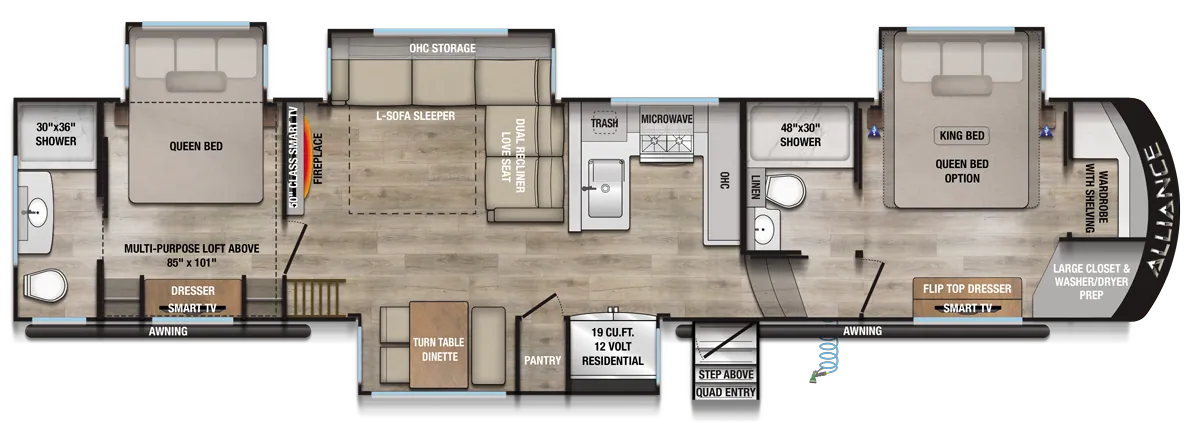 30"x36"
SHOWER
QUEEN BED
MULTI-PURPOSE LOFT ABOVE
85" x 101"
DRESSER
SMART TV
AWNING
50" CLASS SMART TV
FIREPLACE
OHC STORAGE
L-SOFA SLEEPER
DUAL RECLINER
LOVE SEAT
TURN TABLE
DINETTE
PANTRY
19 CU.FT.
12 VOLT
RESIDENTIAL
TRASH
MICROWAVE
OHC
48"x30"
SHOWER
LINEN
STEP ABOVE
QUAD ENTRY
KING BED
QUEEN BED
OPTION
FLIP TOP DRESSER
SMART TV
AWNING
WARDROBE
WITH SHELVING
LARGE CLOSET &
WASHER/DRYER
PREP
ALLIANCE